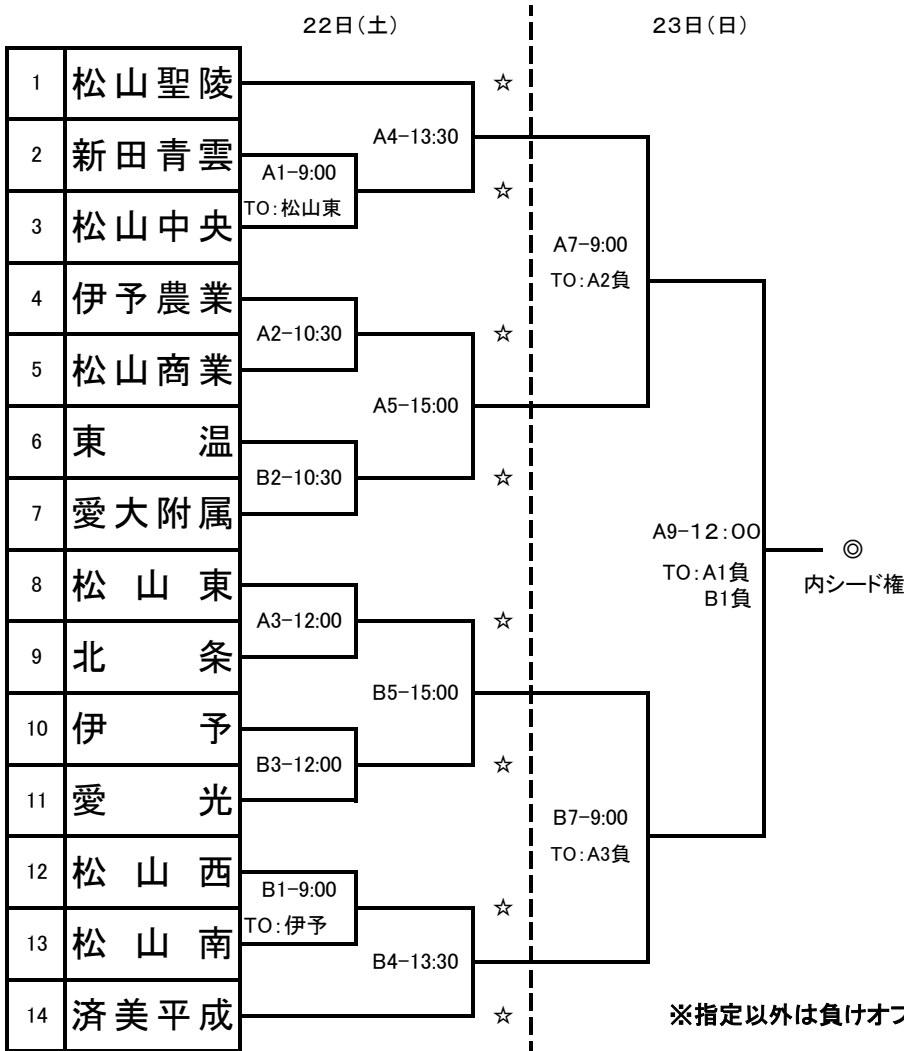 22日(土) 23日(日)
1 松山聖陵 ☆
A4-13:30
2 新田青雲
A1-9:00
TO:松山東 ☆
3 松山中央
A7-9:00
TO:A2負
4 伊予農業
A2-10:30 ☆
5 松山商業
A5-15:00
6 東温
B2-10:30 ☆
7 愛大附属
A9-12:00 ◎
TO:A1負 内シード権
B1負
8 松山東
A3-12:00 ☆
9 北条
B5-15:00
10 伊予
B3-12:00 ☆
11 愛光
B7-9:00
TO:A3負
12 松山西
B1-9:00
TO:伊予 ☆
13 松山南
B4-13:30
14 済美平成 ☆
※指定以外は負けオフ